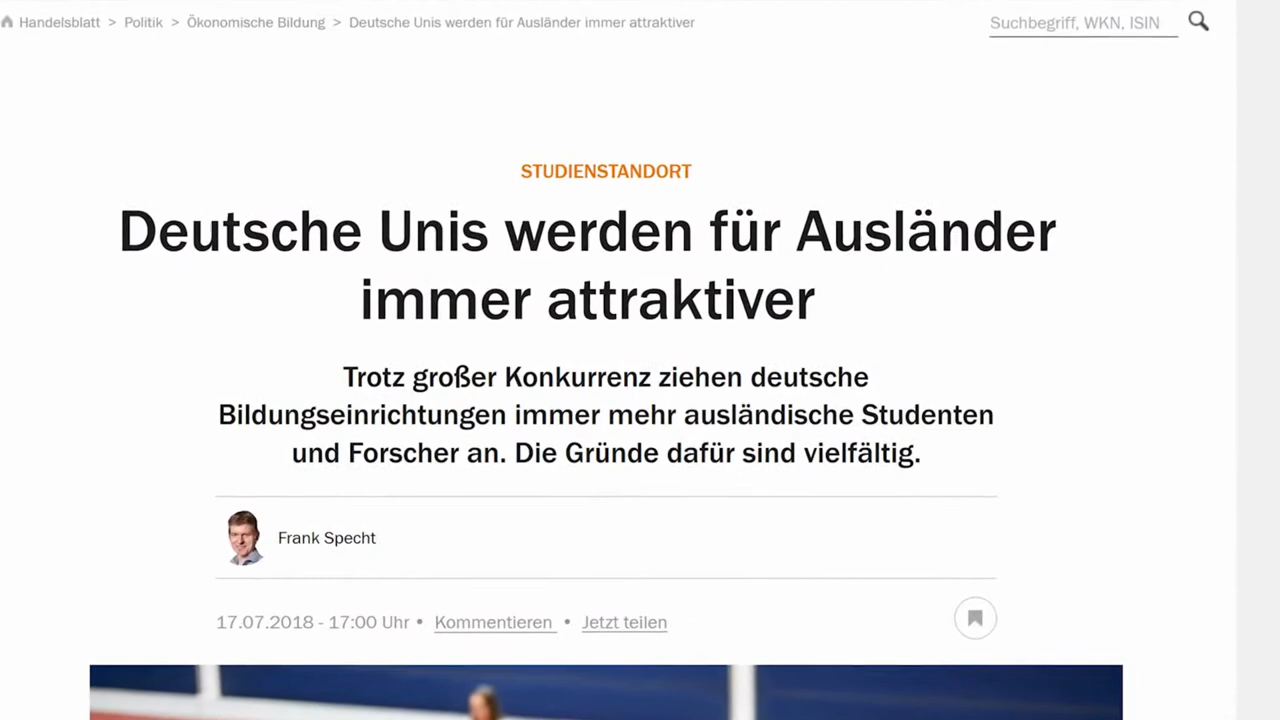 Handelsblatt > Politik > Ökonomische Bildung > Deutsche Unis werden für Ausländer immer attraktiver
Suchbegriff, WKN, ISIN
STUDIENSTANDORT
Deutsche Unis werden für Ausländer
immer attraktiver
Trotz großer Konkurrenz ziehen deutsche
Bildungseinrichtungen immer mehr ausländische Studenten
und Forscher an. Die Gründe dafür sind vielfältig.
Frank Specht
17.07.2018 - 17:00 Uhr • Kommentieren • Jetzt teilen